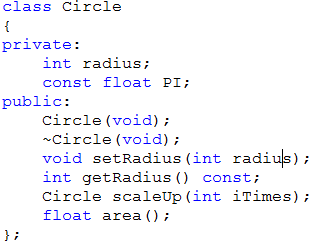 class Circle
{
private:
    int radius;
    const float PI;
public:
    Circle(void);
    ~Circle(void);
    void setRadius(int radius);
    int getRadius() const;
    Circle scaleUp(int iTimes);
    float area();
};